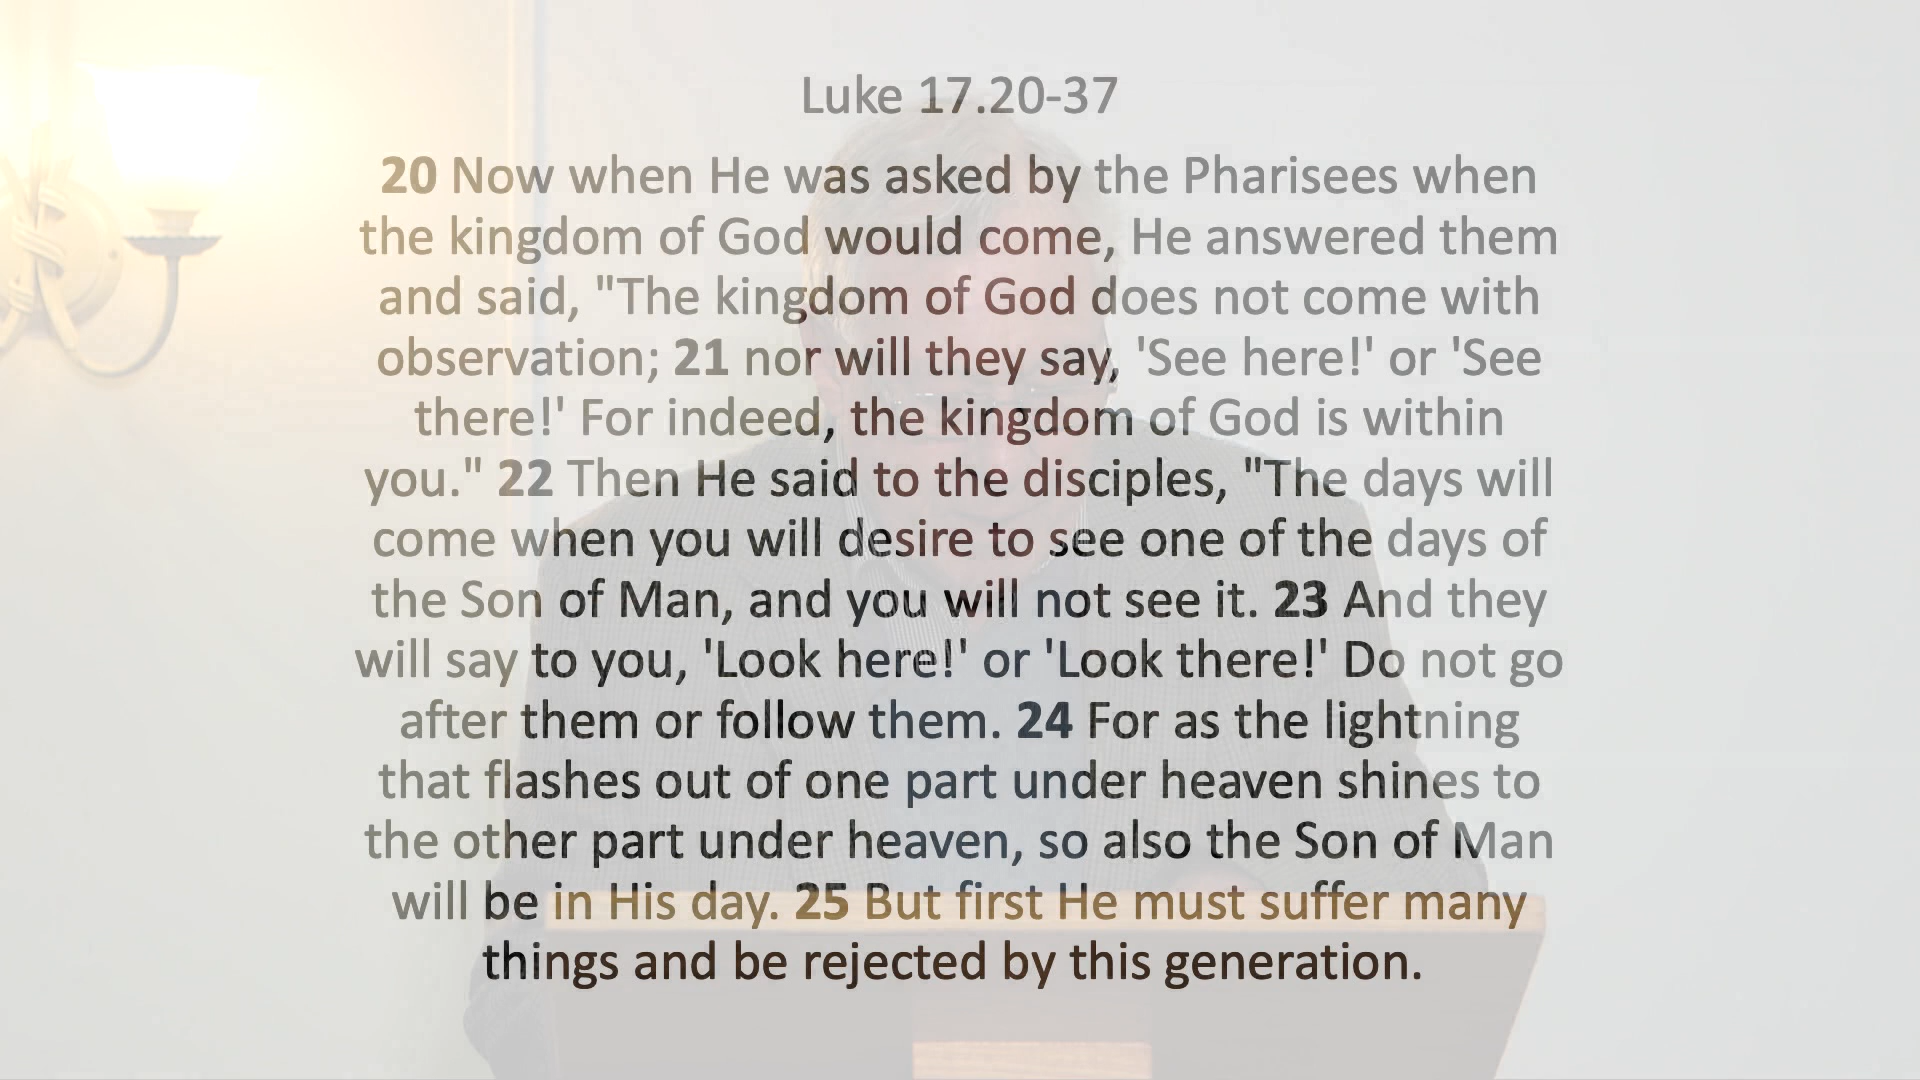 Luke 17.20-37
20 Now when He was asked by the Pharisees when
the kingdom of God would come, He answered them
and said, "The kingdom of God does not come with
observation; 21 nor will they say, 'See here!' or 'See
there!' For indeed, the kingdom of God is within
you." 22 Then He said to the disciples, "The days will
come when you will desire to see one of the days of
the Son of Man, and you will not see it. 23 And they
will say to you, 'Look here!' or 'Look there!' Do not go
after them or follow them. 24 For as the lightning
that flashes out of one part under heaven shines to
the other part under heaven, so also the Son of Man
will be in His day. 25 But first He must suffer many
things and be rejected by this generation.